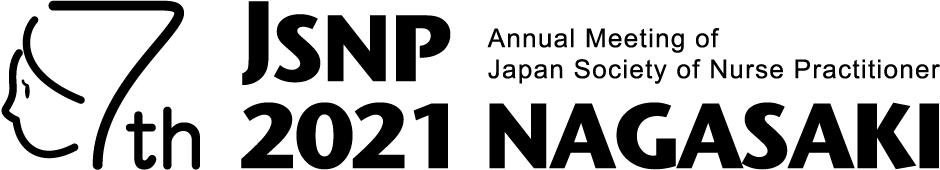 7th
JSNP
2021
Annual Meeting of
Japan Society of Nurse Practitioner
NAGASAKI